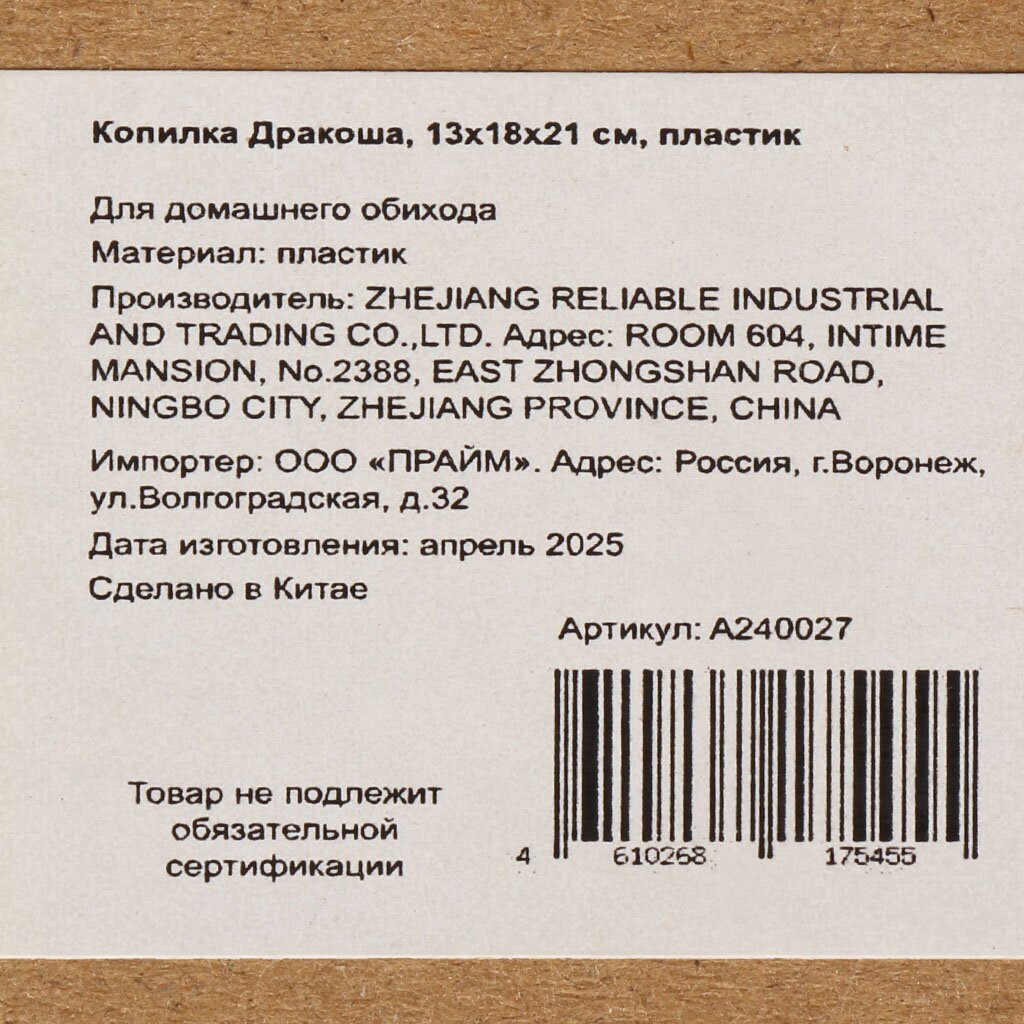 Копилка Дракоша, 13х18х21 см, пластик
Для домашнего обихода
Материал: пластик
Производитель: ZHEJIANG RELIABLE INDUSTRIAL
AND TRADING CO.,LTD. Адрес: ROOM 604, INTIME
MANSION, No.2388, EAST ZHONGSHAN ROAD,
NINGBO CITY, ZHEJIANG PROVINCE, CHINA
Импортер: ООО «ПРАЙМ». Адрес: Россия, г.Воронеж,
ул.Волгоградская, д.32
Дата изготовления: апрель 2025
Сделано в Китае
Артикул: А240027
Товар не подлежит
обязательной
сертификации
4 610268 175455